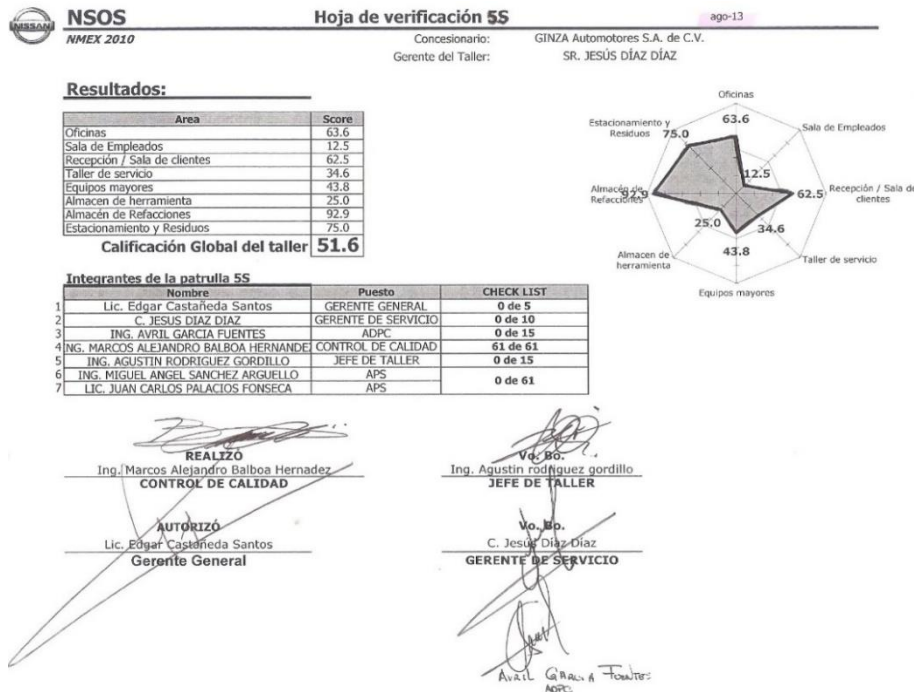 NISSAN
NSOS
Hoja de verificación 5S
ago-13
NMEX 2010
Concesionario: GINZA Automotores S.A. de C.V.
Gerente del Taller: SR. JESÚS DÍAZ DÍAZ
Resultados:
Area Score
Oficinas 63.6
Sala de Empleados 12.5
Recepción / Sala de clientes 62.5
Taller de servicio 34.6
Equipos mayores 43.8
Almacen de herramienta 25.0
Almacén de Refacciones 92.9
Estacionamiento y Residuos 75.0
Calificación Global del taller 51.6
Oficinas
63.6
Sala de Empleados
12.5
Recepción / Sala de
clientes
62.5
Taller de servicio
34.6
Equipos mayores
43.8
Almacen de
herramienta
25.0
Almacén de
Refacciones
92.9
Estacionamiento y
Residuos
75.0
Integrantes de la patrulla 5S
Nombre Puesto CHECK LIST
1 Lic. Edgar Castañeda Santos GERENTE GENERAL 0 de 5
2 C. JESUS DIAZ DIAZ GERENTE DE SERVICIO 0 de 10
3 ING. AVRIL GARCIA FUENTES ADPC 0 de 15
4 NG. MARCOS ALEJANDRO BALBOA HERNANDE CONTROL DE CALIDAD 61 de 61
5 ING. AGUSTIN RODRIGUEZ GORDILLO JEFE DE TALLER 0 de 15
6 ING. MIGUEL ANGEL SANCHEZ ARGUELLO APS 0 de 61
7 LIC. JUAN CARLOS PALACIOS FONSECA APS
REALIZÓ
Ing. Marcos Alejandro Balboa Hernadez
CONTROL DE CALIDAD
Vo. Bo.
Ing. Agustin rodriguez gordillo
JEFE DE TALLER
AUTORIZÓ
Lic. Edgar Castañeda Santos
Gerente General
Vo. Bo.
C. Jesús Díaz Díaz
GERENTE DE SERVICIO
AVRIL GARCIA FUENTES
ADPC